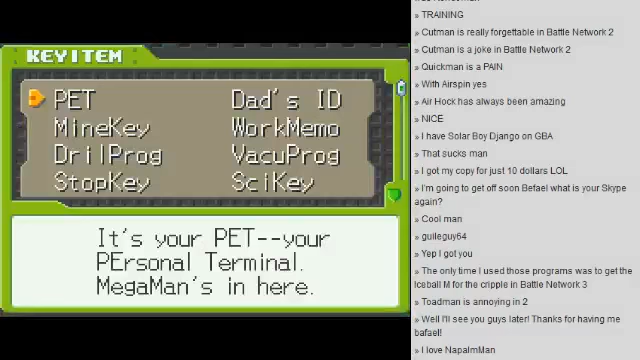 KEYITEM
PET Dad's ID
MineKey WorkMemo
DrilProg VacuProg
StopKey SciKey
It's your PET--your
PErsonal Terminal.
MegaMan's in here.
» TRAINING
» Cutman is really forgettable in Battle Network 2
» Cutman is a joke in Battle Network 2
» Quickman is a PAIN
» With Airspin yes
» Air Hock has always been amazing
» NICE
» I have Solar Boy Django on GBA
» That sucks man
» I got my copy for just 10 dollars LOL
» I'm going to get off soon Befael what is your Skype
again?
» Cool man
» guileguy64
» Yep I got you
» The only time I used those programs was to get the
Iceball M for the cripple in Battle Network 3
» Toadman is annoying in 2
» Well I'll see you guys later! Thanks for having me
bafael!
» I love NapalmMan